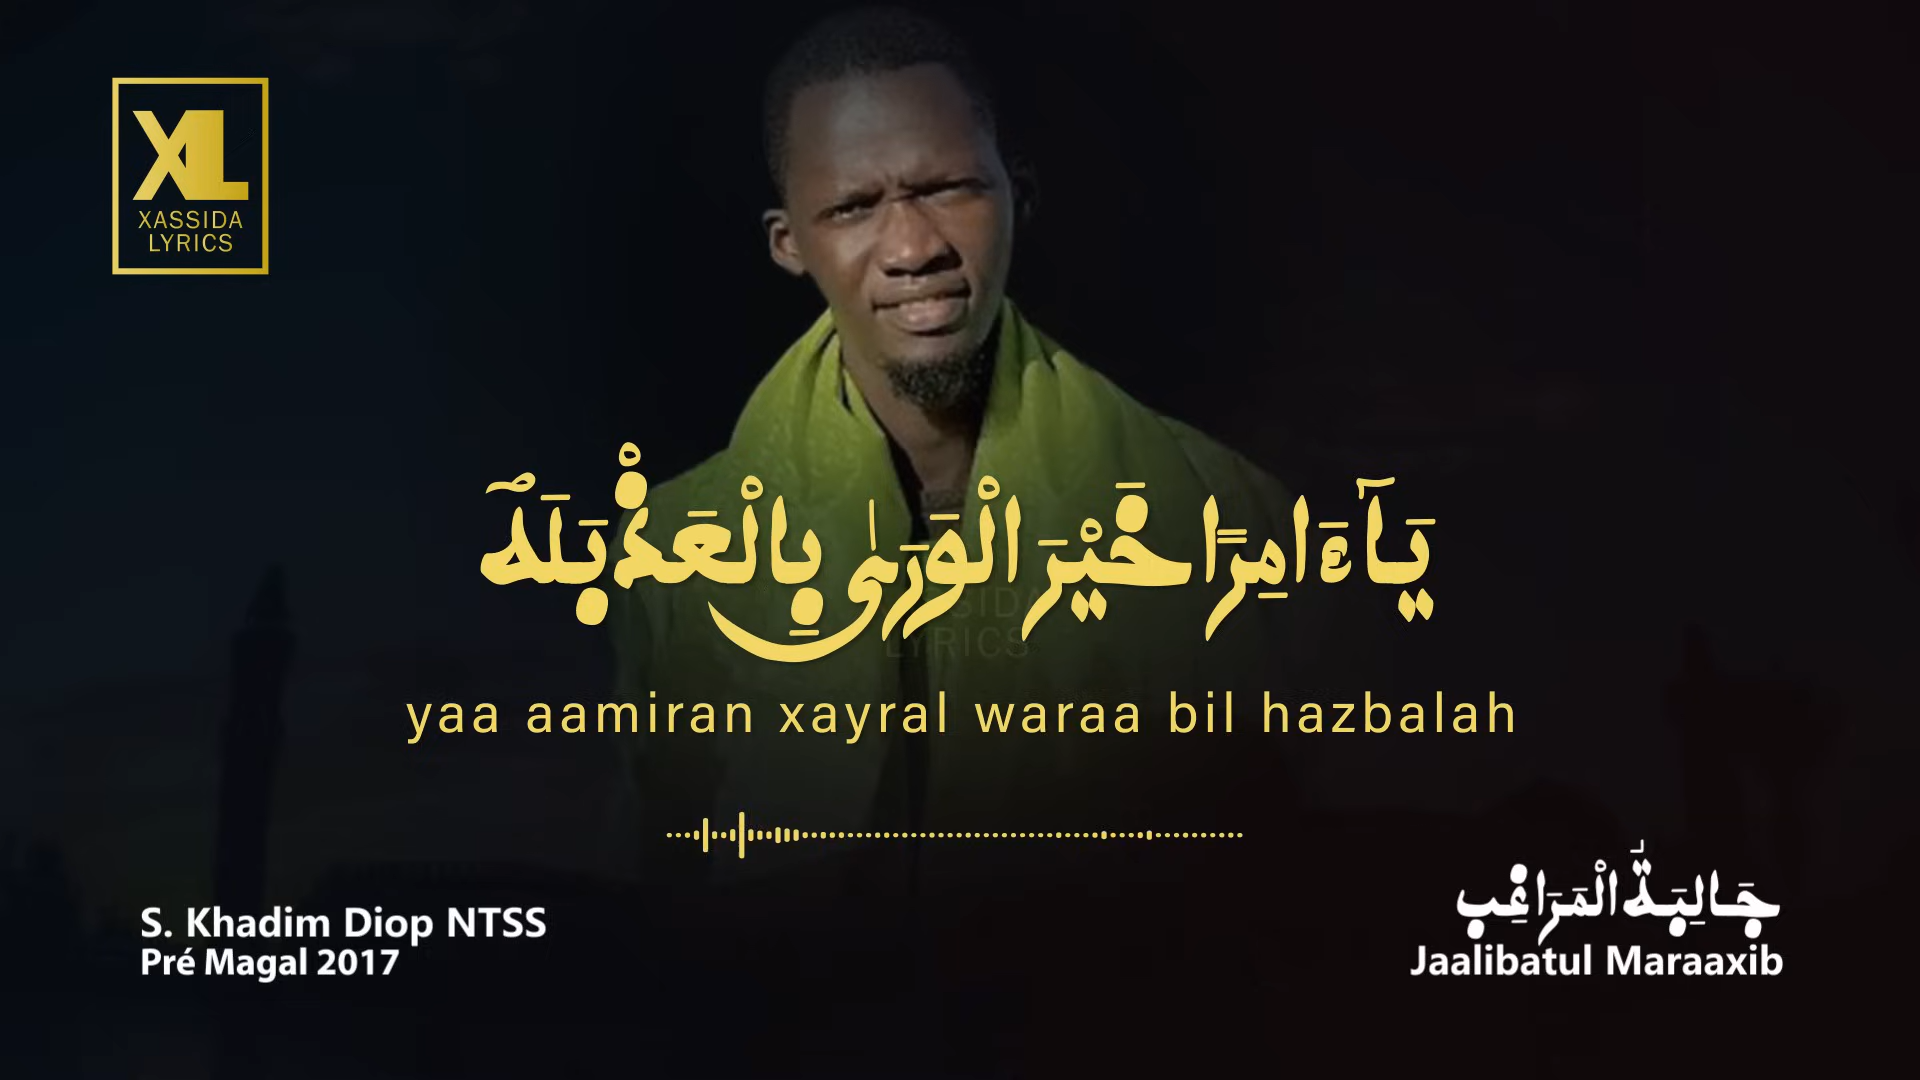 XL
XASSIDA
LYRICS
يَآءَامِرًا خَيْرَ الْوَرَىٰ بِالْعَذْبَلَهْ
yaa aamiran xayral waraa bil hazbalah
S. Khadim Diop NTSS
Pré Magal 2017
جَالِبَةُ الْمَرَاغِبِ
Jaalibatul Maraaxib